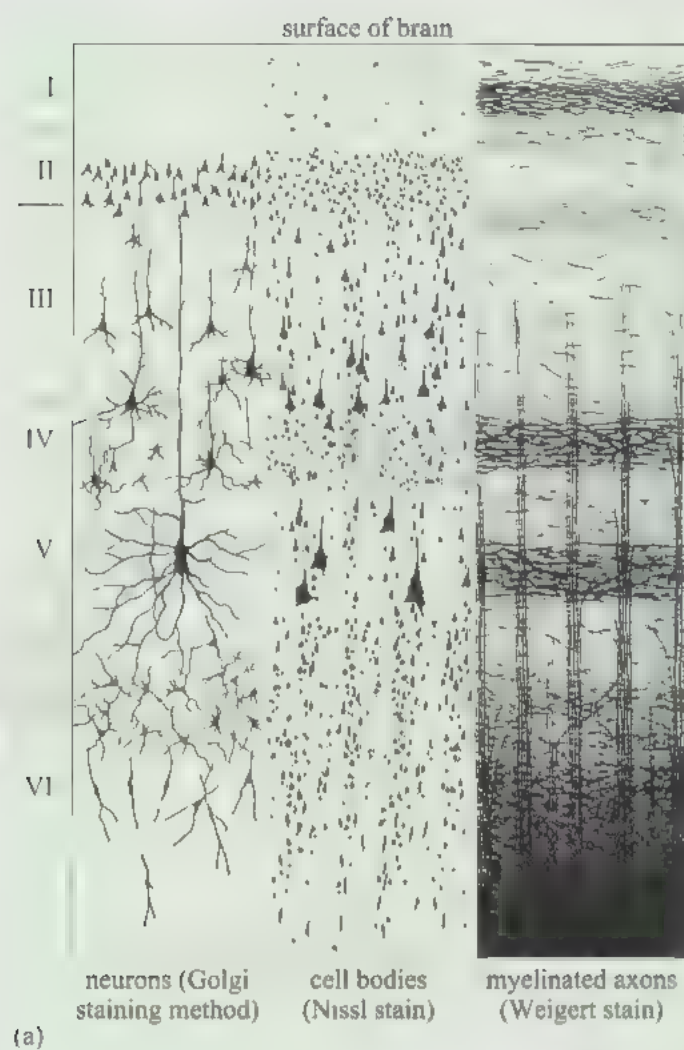 surface of brain
I
II
III
IV
V
VI
neurons (Golgi
staining method)
cell bodies
(Nissl stain)
myelinated axons
(Weigert stain)
(a)